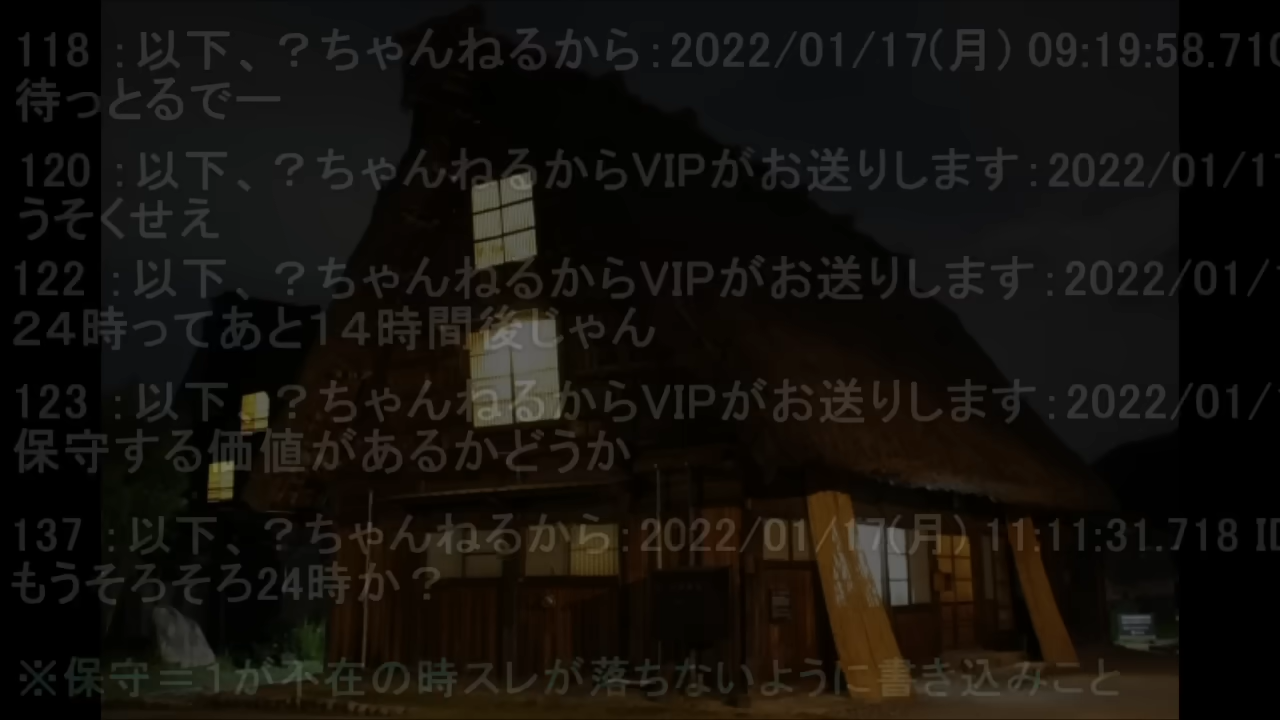 118 ：以下、？ちゃんねるから：2022/01/17(月) 09:19:58.710
待っとるでー
120 ：以下、？ちゃんねるからVIPがお送りします：2022/01/1
うそくせえ
122 ：以下、？ちゃんねるからVIPがお送りします：2022/01/
２４時ってあと１４時間後じゃん
123 ：以下、？ちゃんねるからVIPがお送りします：2022/01/
保守する価値があるかどうか
137 ：以下、？ちゃんねるから：2022/01/17(月) 11:11:31.718 ID
もうそろそろ24時か？
※保守＝１が不在の時スレが落ちないように書き込みこと